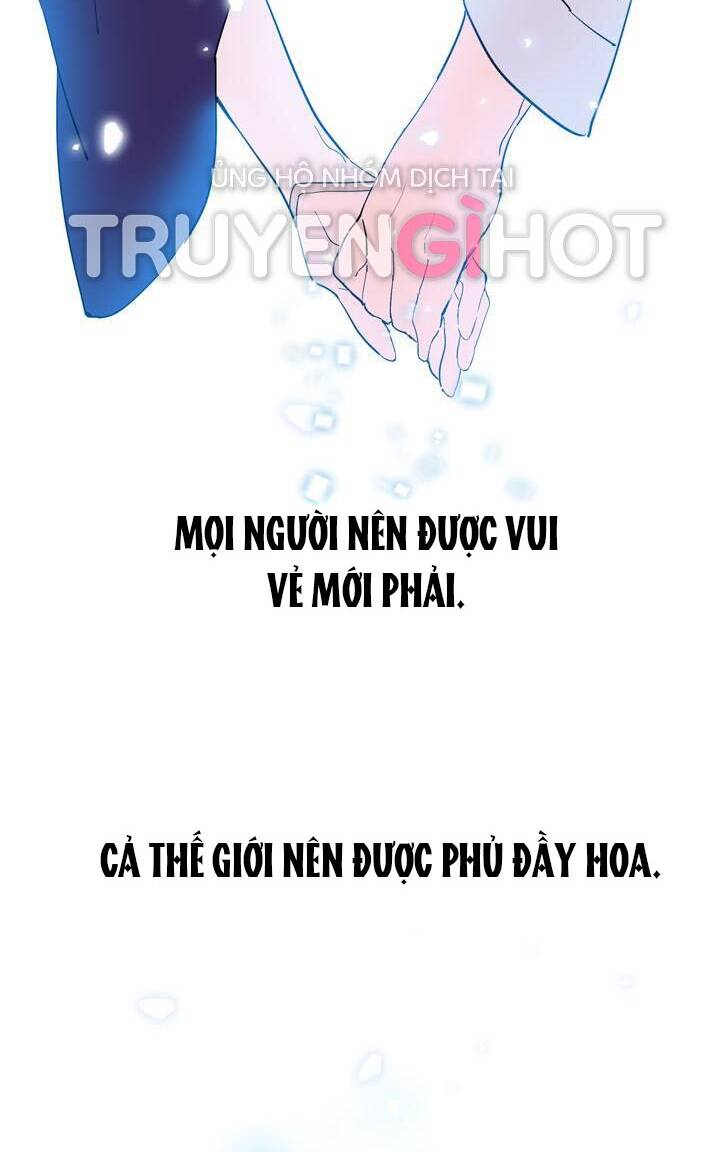 ỦNG HỘ NHÓM DỊCH TẠI
TRUYENGIHOT
MỌI NGƯỜI NÊN ĐƯỢC VUI
VẺ MỚI PHẢI.
CẢ THẾ GIỚI NÊN ĐƯỢC PHỦ ĐẦY HOA.